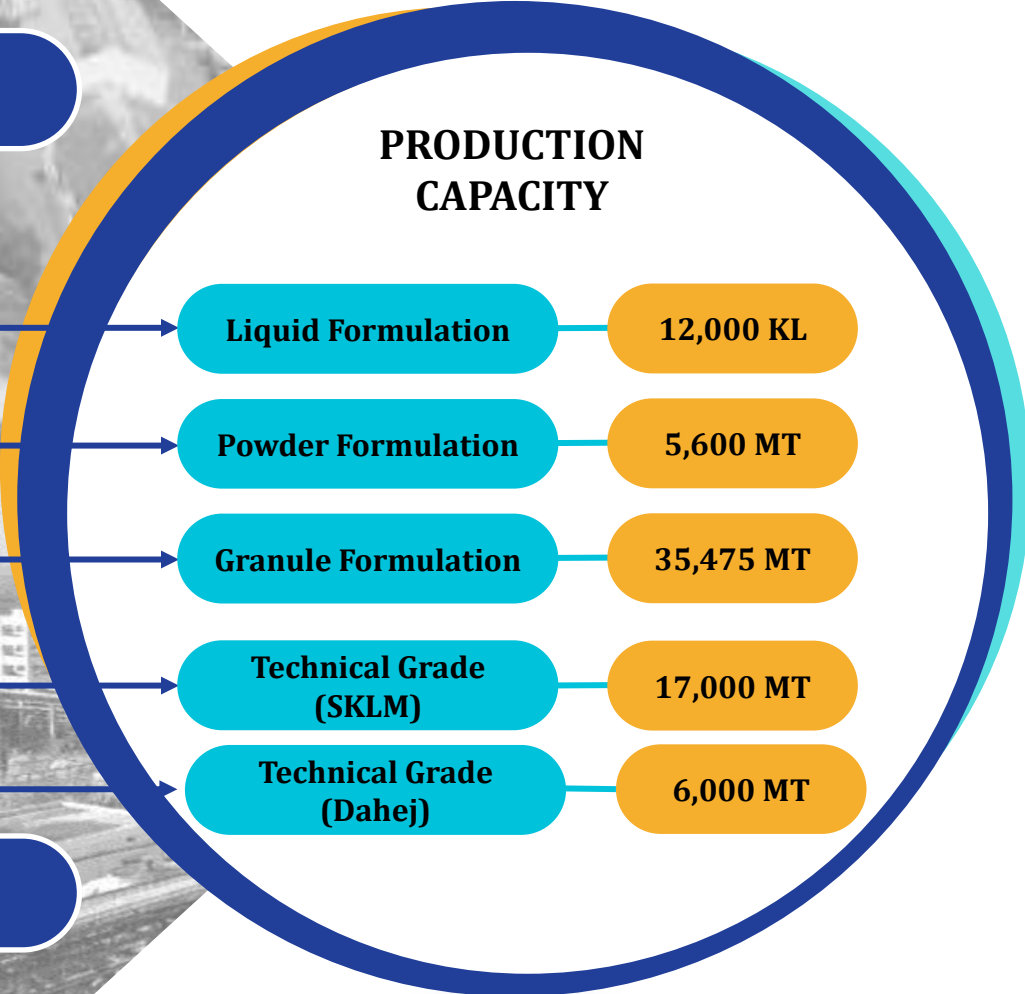 PRODUCTION
CAPACITY
Liquid Formulation
12,000 KL
Powder Formulation
5,600 MT
Granule Formulation
35,475 MT
Technical Grade
(SKLM)
17,000 MT
Technical Grade
(Dahej)
6,000 MT